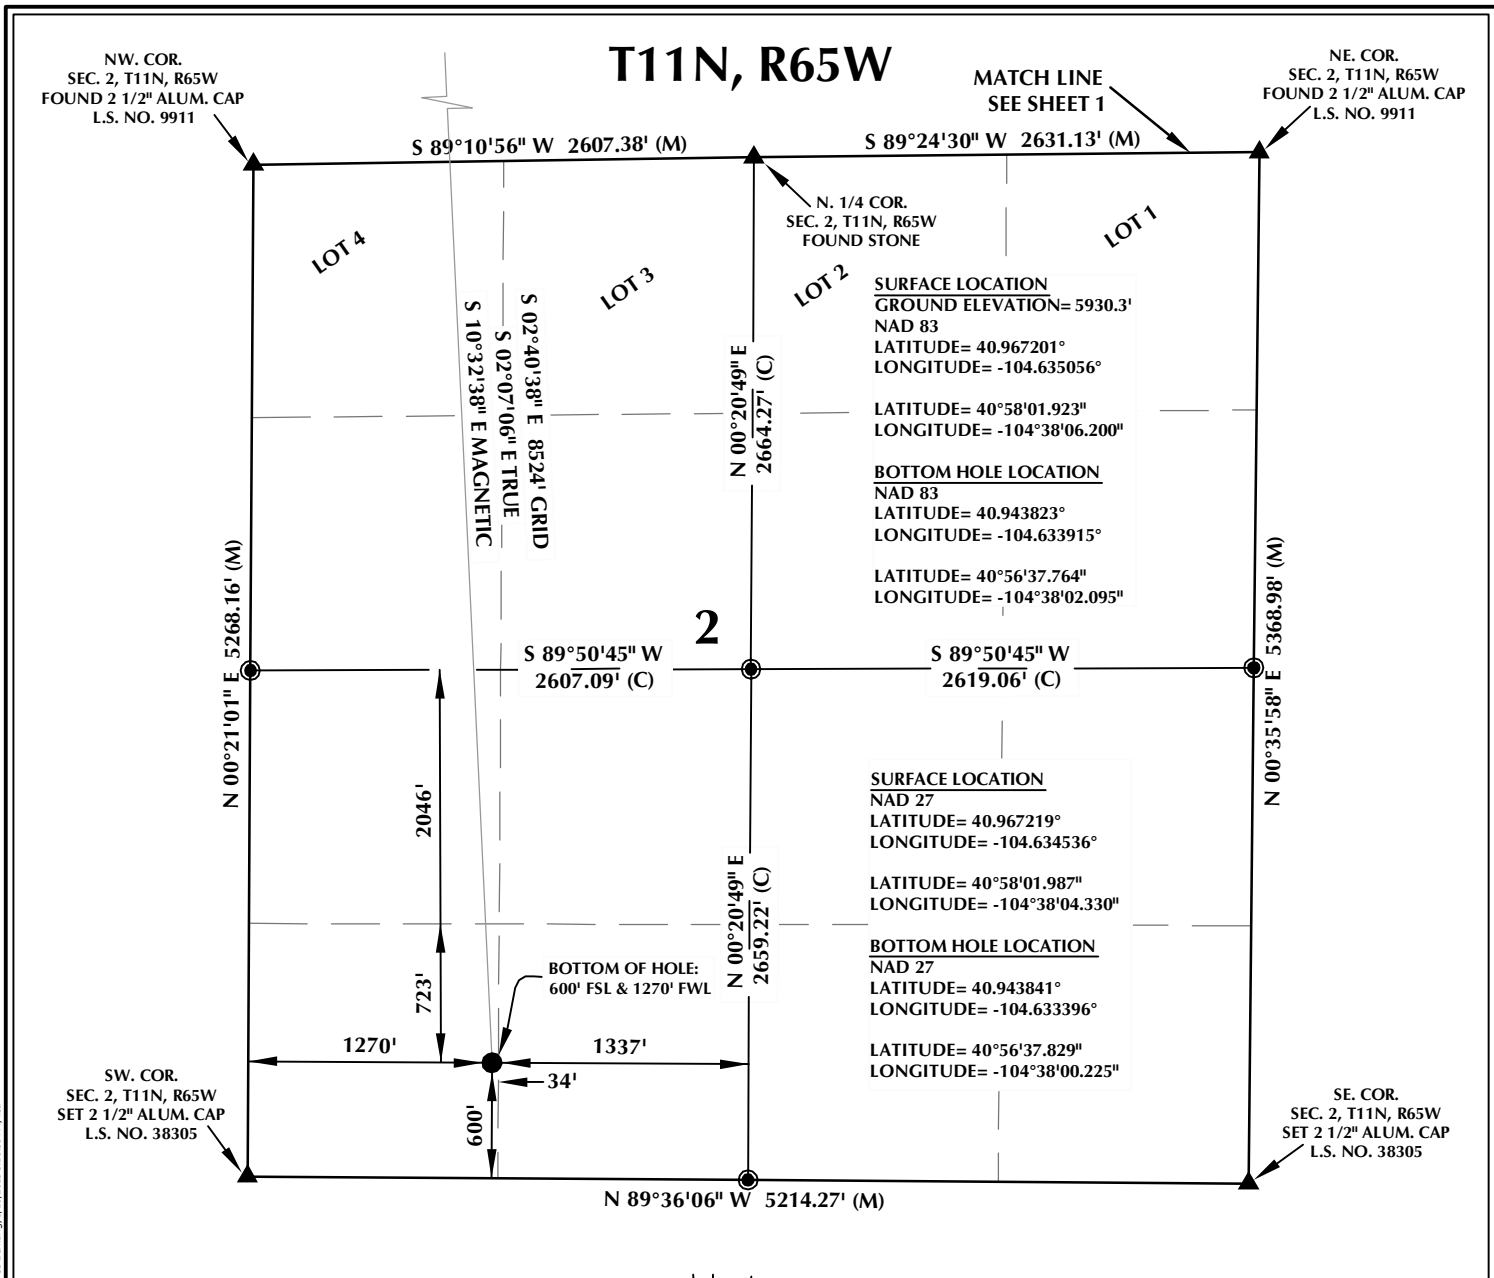 T11N, R65W
NW. COR.
SEC. 2, T11N, R65W
FOUND 2 1/2" ALUM. CAP
L.S. NO. 9911
MATCH LINE
SEE SHEET 1
NE. COR.
SEC. 2, T11N, R65W
FOUND 2 1/2" ALUM. CAP
L.S. NO. 9911
S 89°10'56" W 2607.38' (M)
S 89°24'30" W 2631.13' (M)
N. 1/4 COR.
SEC. 2, T11N, R65W
FOUND STONE
LOT 4
LOT 3
LOT 2
LOT 1
S 02°40'38" E 8524' GRID
S 02°07'06" E TRUE
S 10°32'38" E MAGNETIC
N 00°20'49" E
2664.27' (C)
SURFACE LOCATION
GROUND ELEVATION= 5930.3'
NAD 83
LATITUDE= 40.967201°
LONGITUDE= -104.635056°
LATITUDE= 40°58'01.923"
LONGITUDE= -104°38'06.200"
BOTTOM HOLE LOCATION
NAD 83
LATITUDE= 40.943823°
LONGITUDE= -104.633915°
LATITUDE= 40°56'37.764"
LONGITUDE= -104°38'02.095"
N 00°21'01" E 5268.16' (M)
N 00°35'58" E 5368.98' (M)
2
S 89°50'45" W
2607.09' (C)
S 89°50'45" W
2619.06' (C)
2046'
723'
N 00°20'49" E
2659.22' (C)
SURFACE LOCATION
NAD 27
LATITUDE= 40.967219°
LONGITUDE= -104.634536°
LATITUDE= 40°58'01.987"
LONGITUDE= -104°38'04.330"
BOTTOM HOLE LOCATION
NAD 27
LATITUDE= 40.943841°
LONGITUDE= -104.633396°
LATITUDE= 40°56'37.829"
LONGITUDE= -104°38'00.225"
BOTTOM OF HOLE:
600' FSL & 1270' FWL
1270'
1337'
34'
600'
SW. COR.
SEC. 2, T11N, R65W
SET 2 1/2" ALUM. CAP
L.S. NO. 38305
SE. COR.
SEC. 2, T11N, R65W
SET 2 1/2" ALUM. CAP
L.S. NO. 38305
N 89°36'06" W 5214.27' (M)